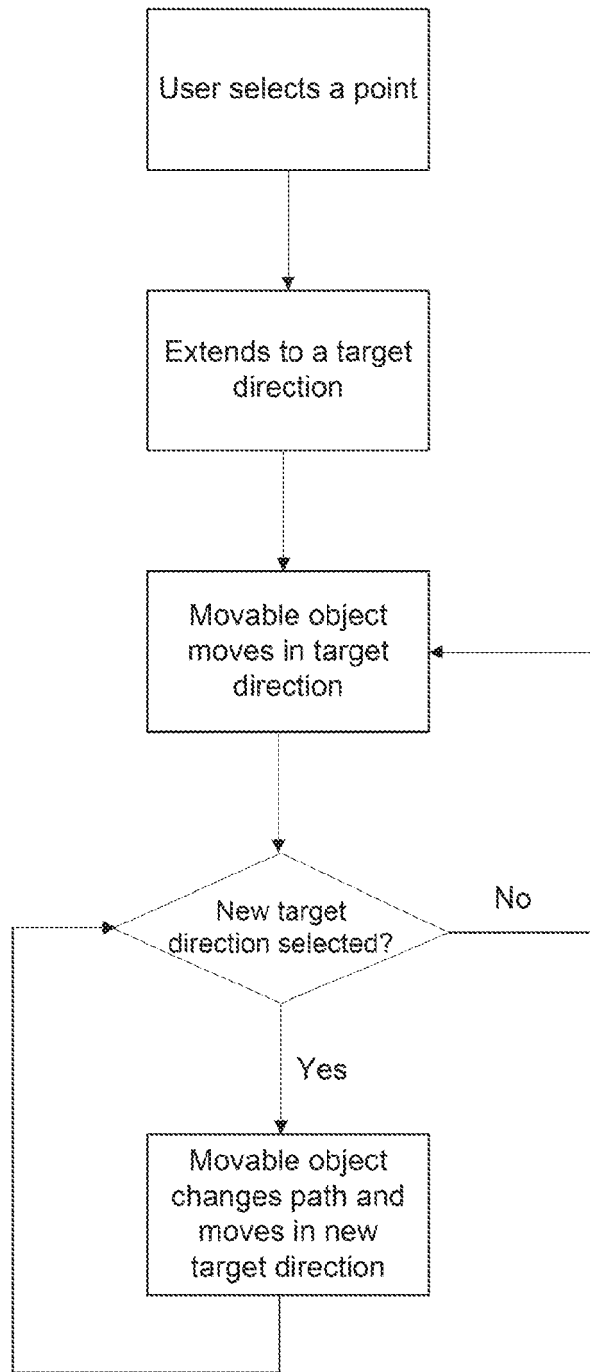 User selects a point
Extends to a target
direction
Movable object
moves in target
direction
New target
direction selected?
No
Yes
Movable object
changes path and
moves in new
target direction